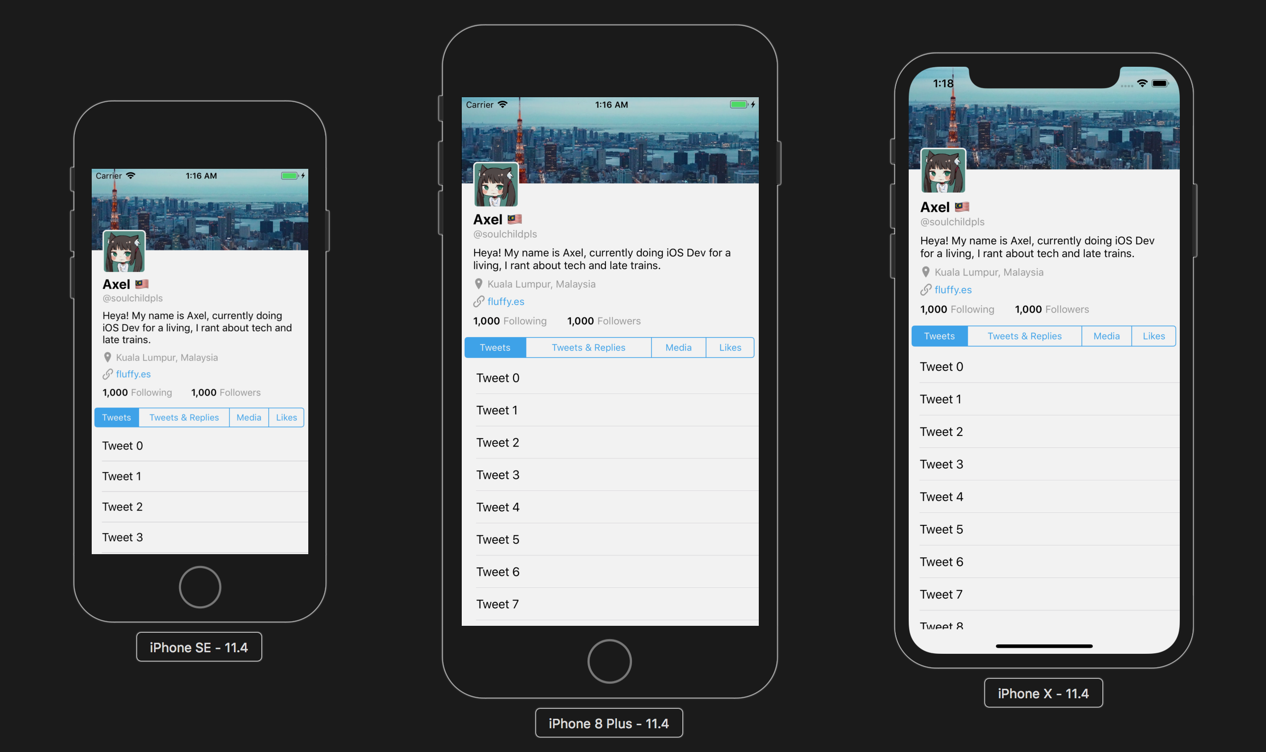 Carrier 1:16 AM
Axel 🇲🇾
@soulchildpls
Heya! My name is Axel, currently doing
iOS Dev for a living, I rant about tech and
late trains.
Kuala Lumpur, Malaysia
fluffy.es
1,000 Following 1,000 Followers
Tweets Tweets & Replies Media Likes
Tweet 0
Tweet 1
Tweet 2
Tweet 3
iPhone SE - 11.4
Carrier 1:16 AM
Axel 🇲🇾
@soulchildpls
Heya! My name is Axel, currently doing iOS Dev for a
living, I rant about tech and late trains.
Kuala Lumpur, Malaysia
fluffy.es
1,000 Following 1,000 Followers
Tweets Tweets & Replies Media Likes
Tweet 0
Tweet 1
Tweet 2
Tweet 3
Tweet 4
Tweet 5
Tweet 6
Tweet 7
iPhone 8 Plus - 11.4
1:18
Axel 🇲🇾
@soulchildpls
Heya! My name is Axel, currently doing iOS Dev
for a living, I rant about tech and late trains.
Kuala Lumpur, Malaysia
fluffy.es
1,000 Following 1,000 Followers
Tweets Tweets & Replies Media Likes
Tweet 0
Tweet 1
Tweet 2
Tweet 3
Tweet 4
Tweet 5
Tweet 6
Tweet 7
Tweet 8
iPhone X - 11.4